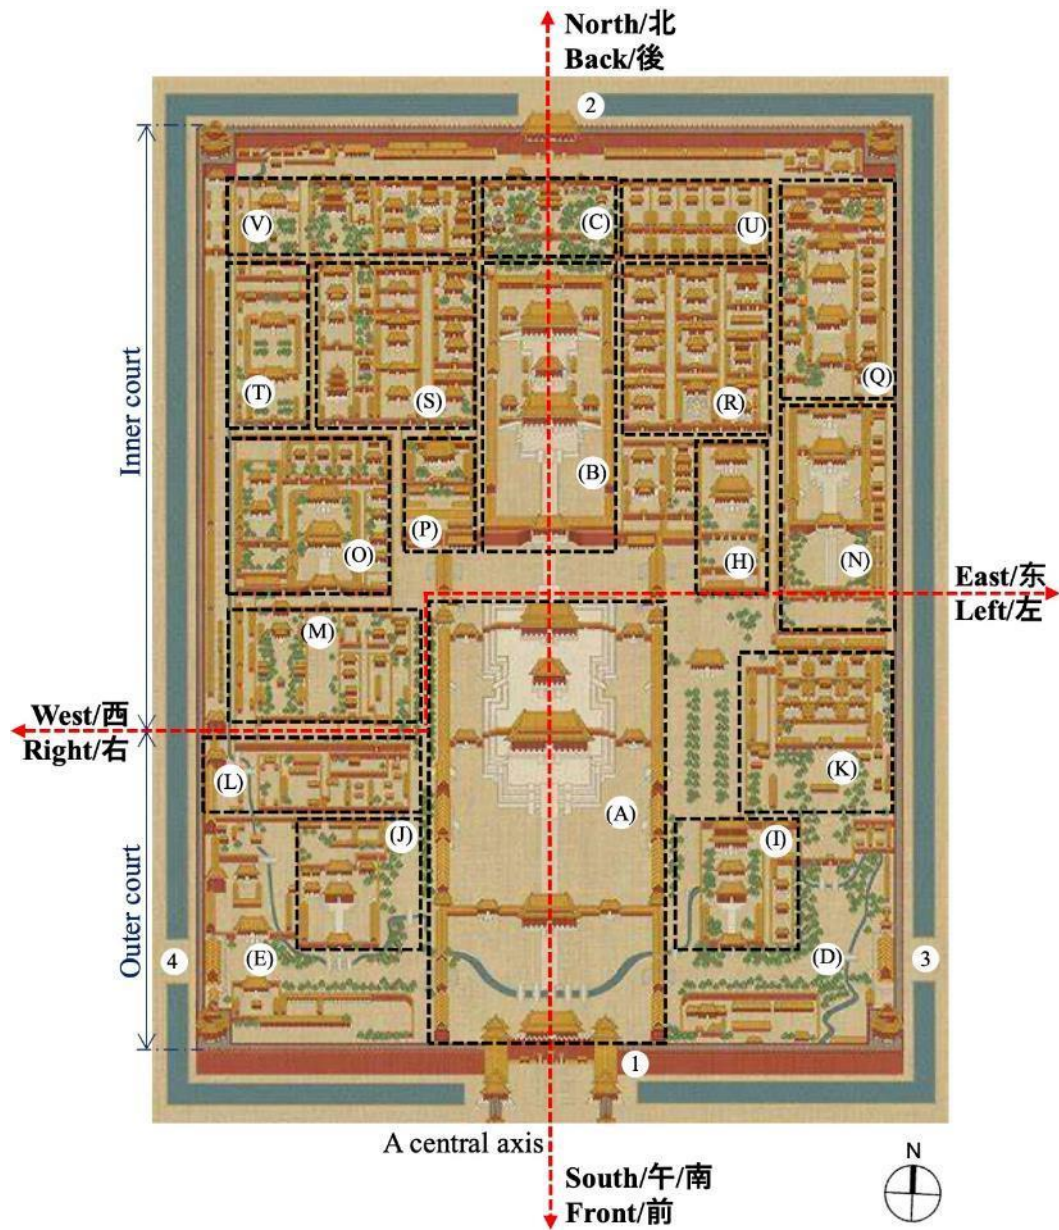 North/北
Back/後
2
(V)
(C)
(U)
(T)
(S)
(R)
(Q)
Inner court
(B)
(P)
(O)
(H)
(N)
East/东
Left/左
(M)
West/西
Right/右
(K)
(L)
(A)
(J)
(I)
Outer court
4
(E)
(D)
3
1
A central axis
South/午/南
Front/前
N